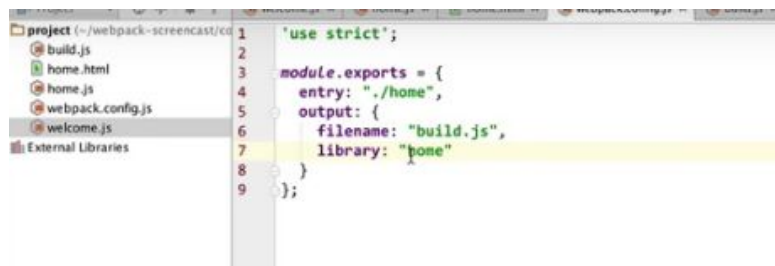 welcome.js home.js home.html webpack.config.js build.js
project (~/webpack-screencast/co
build.js
home.html
home.js
webpack.config.js
welcome.js
External Libraries
1 'use strict';
2
3 module.exports = {
4 entry: "./home",
5 output: {
6 filename: "build.js",
7 library: "home"
8 }
9 };